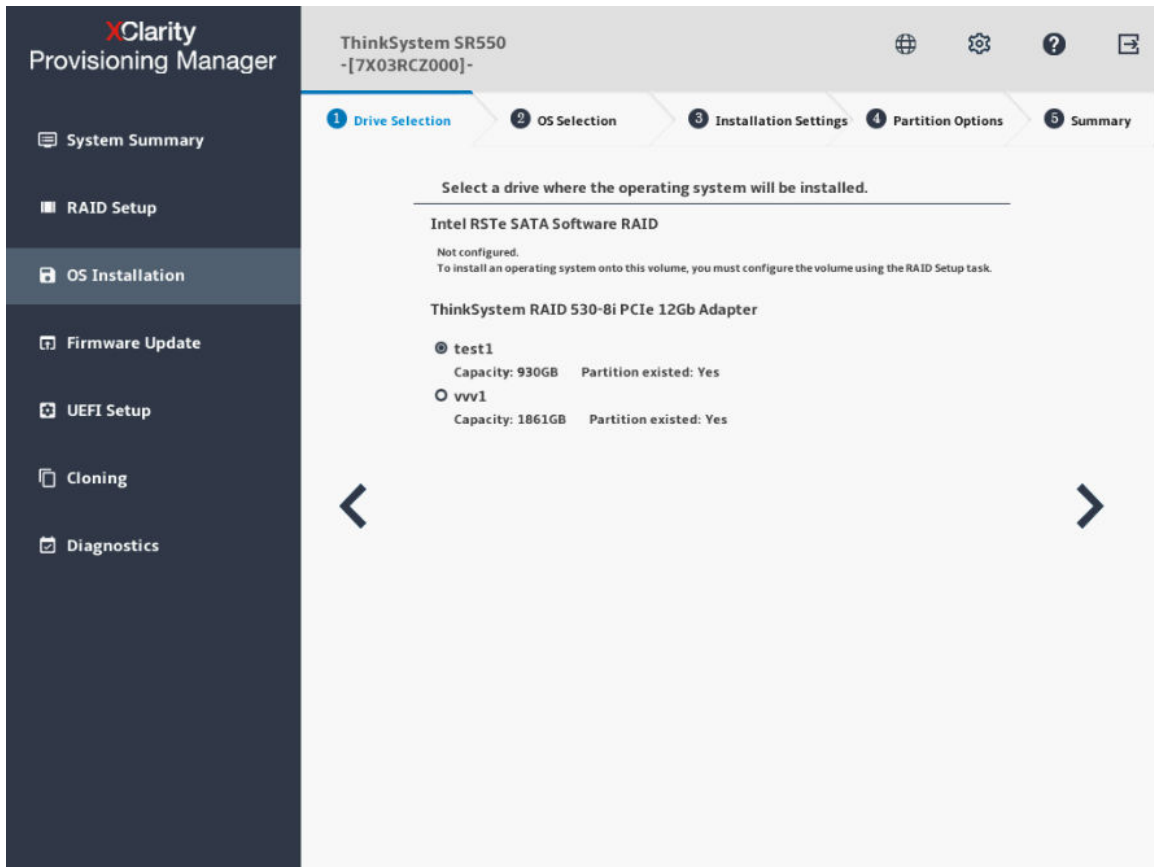 XClarity
Provisioning Manager
System Summary
RAID Setup
OS Installation
Firmware Update
UEFI Setup
Cloning
Diagnostics
ThinkSystem SR550
-[7X03RCZ000]-
1 Drive Selection
2 OS Selection
3 Installation Settings
4 Partition Options
5 Summary
Select a drive where the operating system will be installed.
Intel RSTe SATA Software RAID
Not configured.
To install an operating system onto this volume, you must configure the volume using the RAID Setup task.
ThinkSystem RAID 530-8i PCIe 12Gb Adapter
test1
Capacity: 930GB Partition existed: Yes
vvv1
Capacity: 1861GB Partition existed: Yes